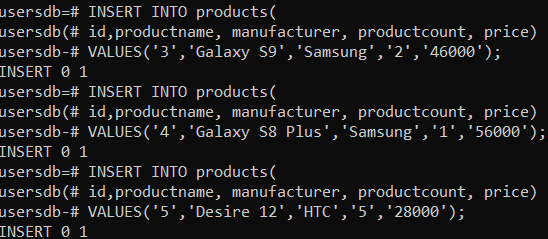 usersdb=# INSERT INTO products(
usersdb(# id,productname, manufacturer, productcount, price)
usersdb-# VALUES('3','Galaxy S9','Samsung','2','46000');
INSERT 0 1
usersdb=# INSERT INTO products(
usersdb(# id,productname, manufacturer, productcount, price)
usersdb-# VALUES('4','Galaxy S8 Plus','Samsung','1','56000');
INSERT 0 1
usersdb=# INSERT INTO products(
usersdb(# id,productname, manufacturer, productcount, price)
usersdb-# VALUES('5','Desire 12','HTC','5','28000');
INSERT 0 1